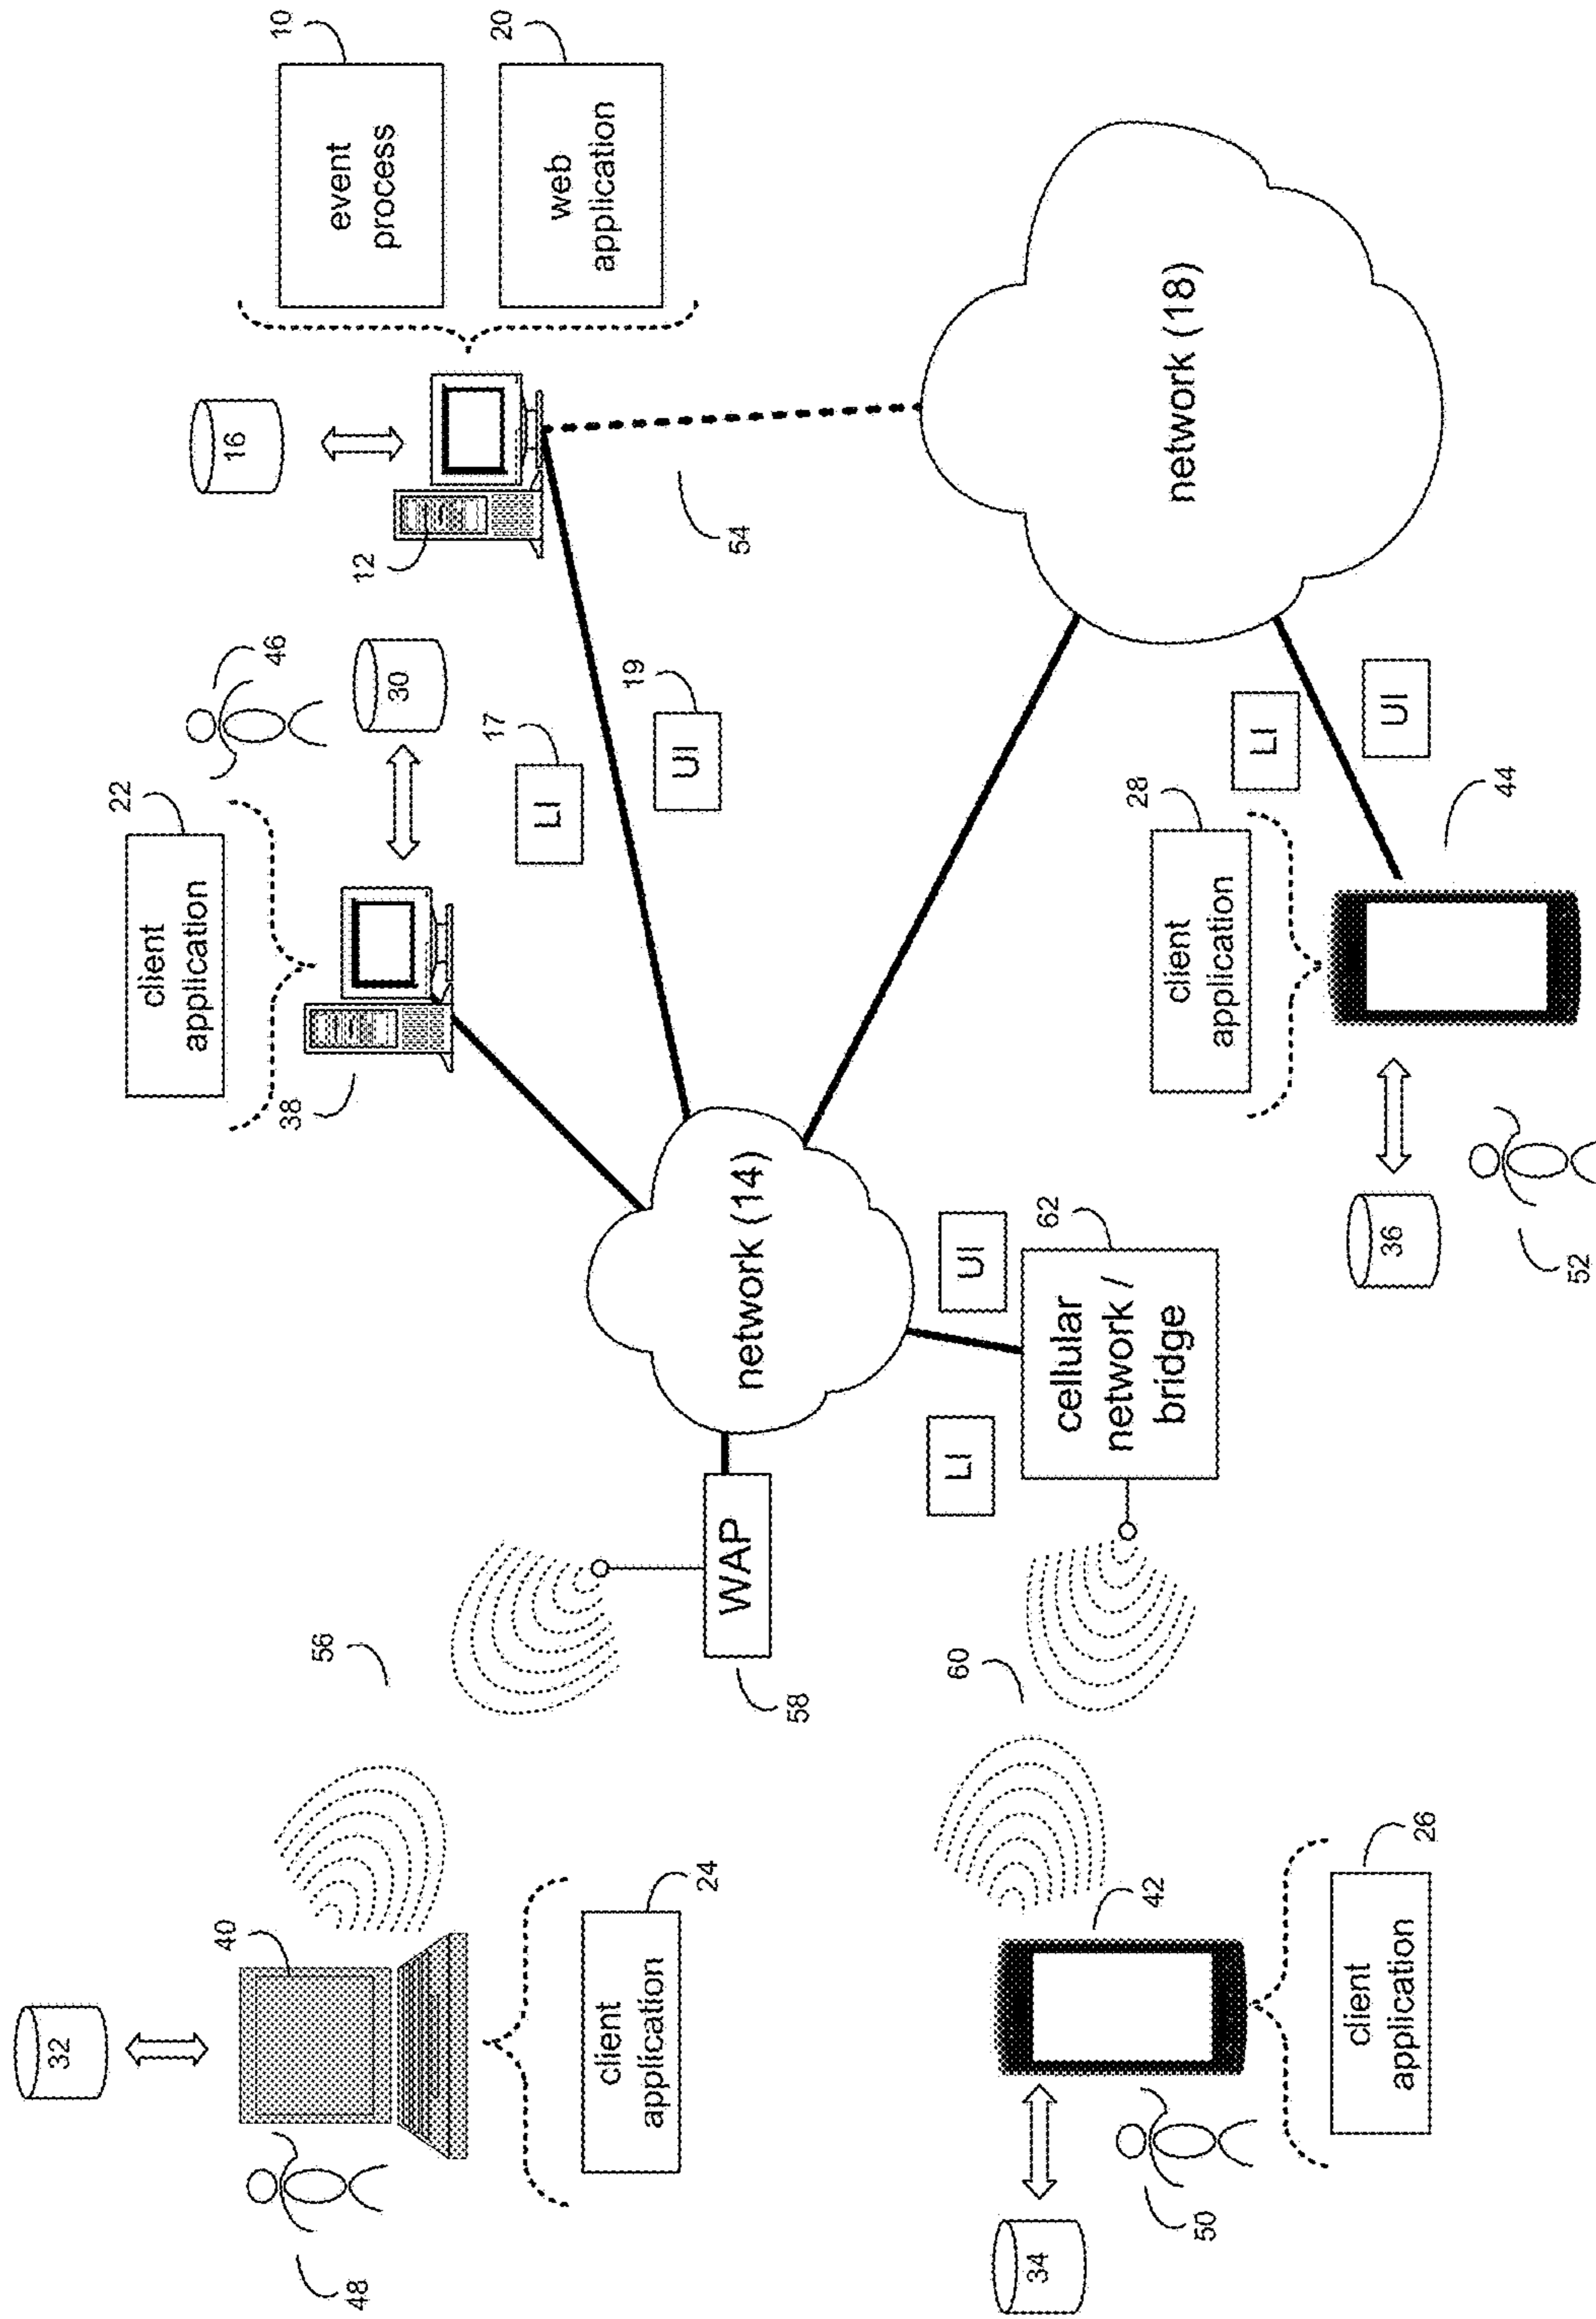 10
event
process
20
web
application
16
12
54
46
30
22
client
application
38
17
LI
19
UI
network (18)
LI
UI
28
client
application
44
36
52
network (14)
UI
LI
62
cellular
network /
bridge
WAP
58
56
60
32
40
48
24
client
application
42
34
50
26
client
application